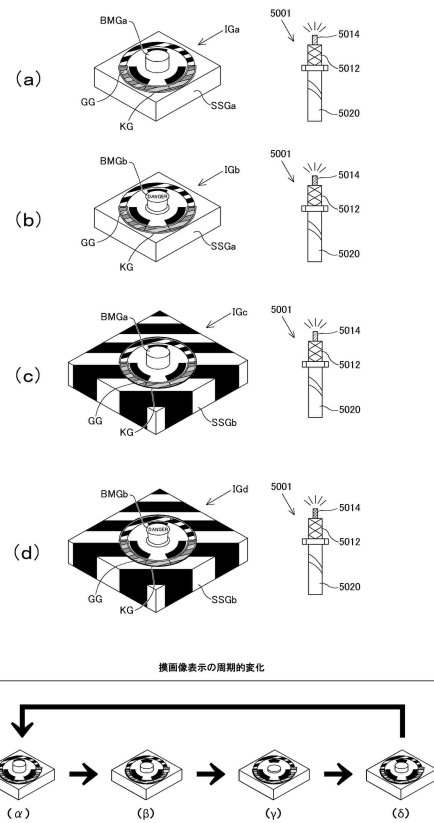 BMGa
IGa
5001
5014
5012
5020
(a)
GG
KG
SSGa
BMGb
IGb
5001
5014
5012
5020
DANGER
(b)
GG
KG
SSGa
BMGa
IGc
5001
5014
5012
5020
(c)
GG
KG
SSGb
BMGb
IGd
5001
5014
5012
5020
DANGER
(d)
GG
KG
SSGb
摸画像表示の周期的変化
(α)
(β)
(γ)
(δ)